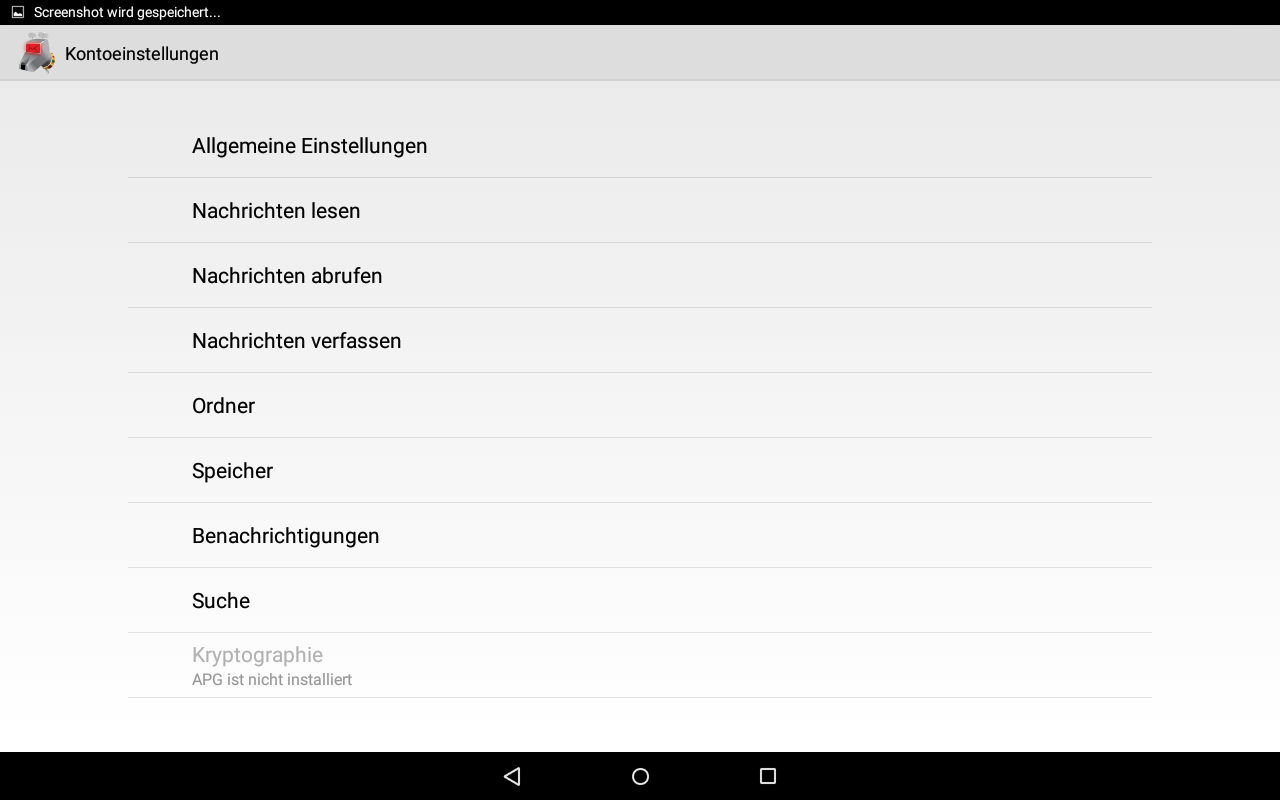 Screenshot wird gespeichert...
Kontoeinstellungen
Allgemeine Einstellungen
Nachrichten lesen
Nachrichten abrufen
Nachrichten verfassen
Ordner
Speicher
Benachrichtigungen
Suche
Kryptographie
APG ist nicht installiert